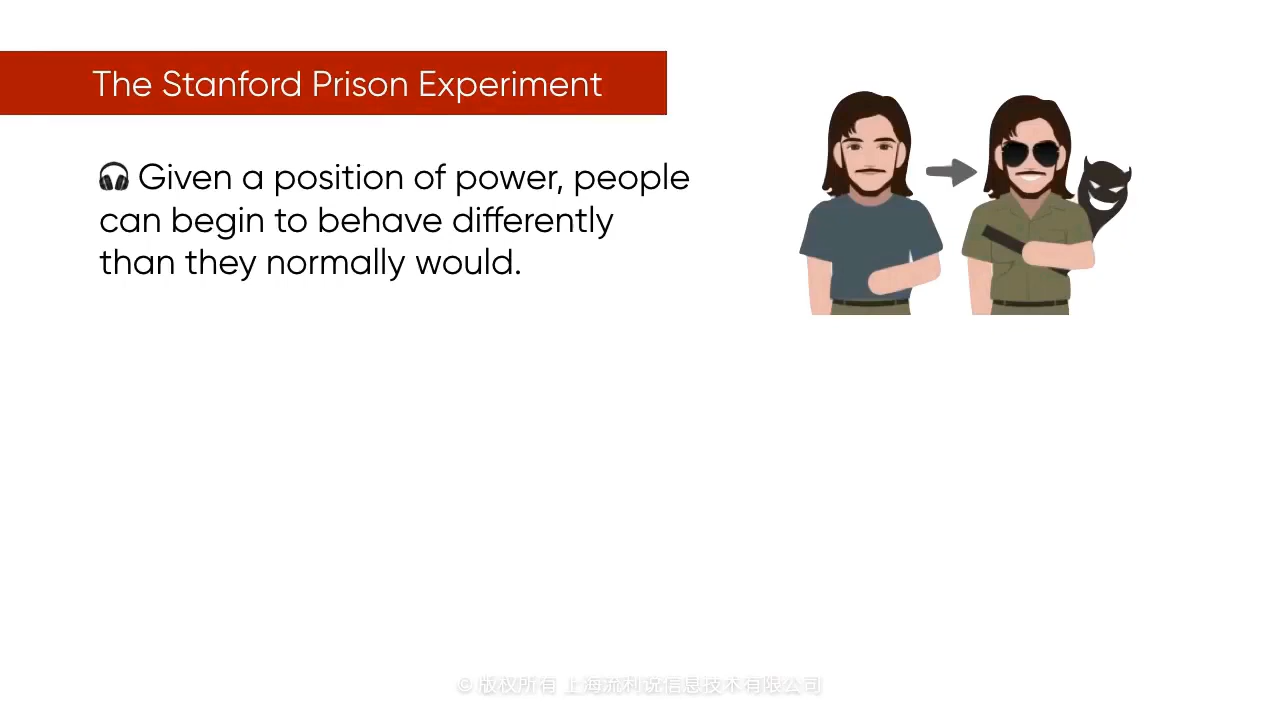 The Stanford Prison Experiment
Given a position of power, people
can begin to behave differently
than they normally would.
© 版权所有 上海流利说信息技术有限公司